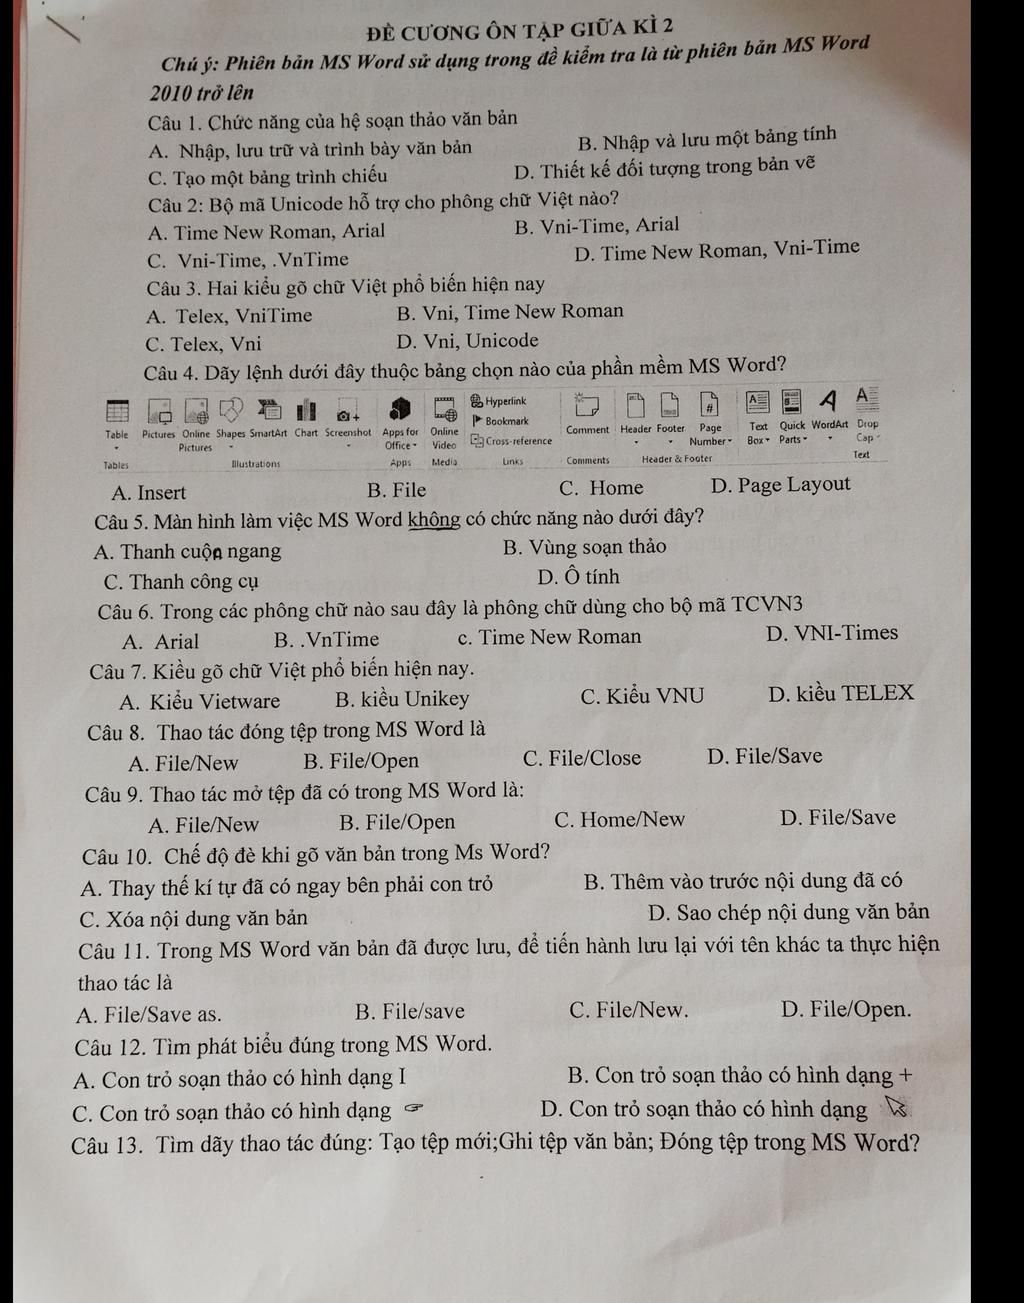 ĐỀ CƯƠNG ÔN TẬP GIỮA KÌ 2
Chú ý: Phiên bản MS Word sử dụng trong đề kiểm tra là từ phiên bản MS Word
2010 trở lên
Câu 1. Chức năng của hệ soạn thảo văn bản
A. Nhập, lưu trữ và trình bày văn bản B. Nhập và lưu một bảng tính
C. Tạo một bảng trình chiếu D. Thiết kế đối tượng trong bản vẽ
Câu 2: Bộ mã Unicode hỗ trợ cho phông chữ Việt nào?
A. Time New Roman, Arial B. Vni-Time, Arial
C. Vni-Time, .VnTime D. Time New Roman, Vni-Time
Câu 3. Hai kiểu gõ chữ Việt phổ biến hiện nay
A. Telex, VniTime B. Vni, Time New Roman
C. Telex, Vni D. Vni, Unicode
Câu 4. Dãy lệnh dưới đây thuộc bảng chọn nào của phần mềm MS Word?
Hyperlink
Bookmark
Table Pictures Online Shapes SmartArt Chart Screenshot Apps for Online Comment Header Footer Page Text Quick WordArt Drop
Pictures Office Video Cross-reference Number Box Parts Cap
Tables Illustrations Apps Media Links Comments Header & Footer Text
A. Insert B. File C. Home D. Page Layout
Câu 5. Màn hình làm việc MS Word không có chức năng nào dưới đây?
A. Thanh cuộn ngang B. Vùng soạn thảo
C. Thanh công cụ D. Ô tính
Câu 6. Trong các phông chữ nào sau đây là phông chữ dùng cho bộ mã TCVN3
A. Arial B. .VnTime c. Time New Roman D. VNI-Times
Câu 7. Kiểu gõ chữ Việt phổ biến hiện nay.
A. Kiểu Vietware B. kiểu Unikey C. Kiểu VNU D. kiểu TELEX
Câu 8. Thao tác đóng tệp trong MS Word là
A. File/New B. File/Open C. File/Close D. File/Save
Câu 9. Thao tác mở tệp đã có trong MS Word là:
A. File/New B. File/Open C. Home/New D. File/Save
Câu 10. Chế độ đè khi gõ văn bản trong Ms Word?
A. Thay thế kí tự đã có ngay bên phải con trỏ B. Thêm vào trước nội dung đã có
C. Xóa nội dung văn bản D. Sao chép nội dung văn bản
Câu 11. Trong MS Word văn bản đã được lưu, để tiến hành lưu lại với tên khác ta thực hiện
thao tác là
A. File/Save as. B. File/save C. File/New. D. File/Open.
Câu 12. Tìm phát biểu đúng trong MS Word.
A. Con trỏ soạn thảo có hình dạng I B. Con trỏ soạn thảo có hình dạng +
C. Con trỏ soạn thảo có hình dạng D. Con trỏ soạn thảo có hình dạng
Câu 13. Tìm dãy thao tác đúng: Tạo tệp mới;Ghi tệp văn bản; Đóng tệp trong MS Word?